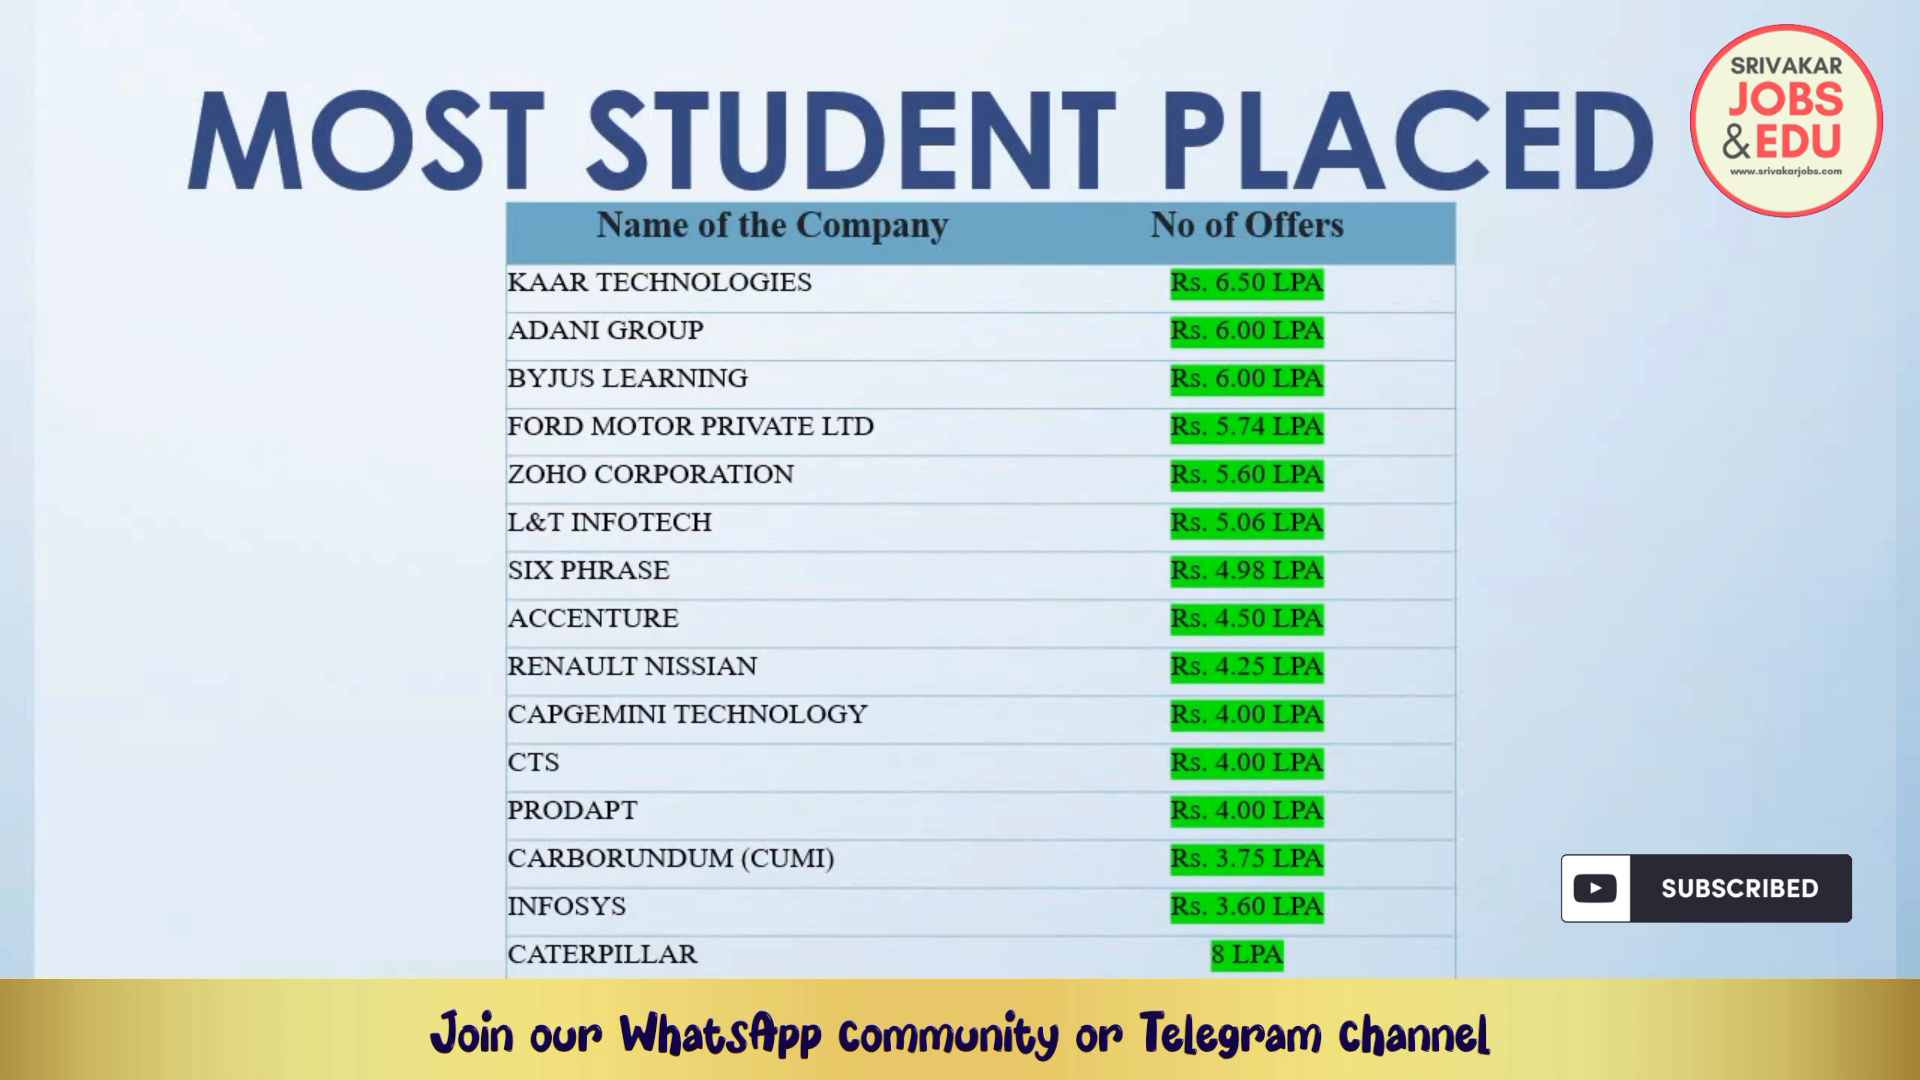 MOST STUDENT PLACED
SRIVAKAR
JOBS
& EDU
www.srivakarjobs.com
Name of the Company No of Offers
KAAR TECHNOLOGIES Rs. 6.50 LPA
ADANI GROUP Rs. 6.00 LPA
BYJUS LEARNING Rs. 6.00 LPA
FORD MOTOR PRIVATE LTD Rs. 5.74 LPA
ZOHO CORPORATION Rs. 5.60 LPA
L&T INFOTECH Rs. 5.06 LPA
SIX PHRASE Rs. 4.98 LPA
ACCENTURE Rs. 4.50 LPA
RENAULT NISSIAN Rs. 4.25 LPA
CAPGEMINI TECHNOLOGY Rs. 4.00 LPA
CTS Rs. 4.00 LPA
PRODAPT Rs. 4.00 LPA
CARBORUNDUM (CUMI) Rs. 3.75 LPA
INFOSYS Rs. 3.60 LPA
CATERPILLAR 8 LPA
SUBSCRIBED
Join our WhatsApp community or Telegram channel